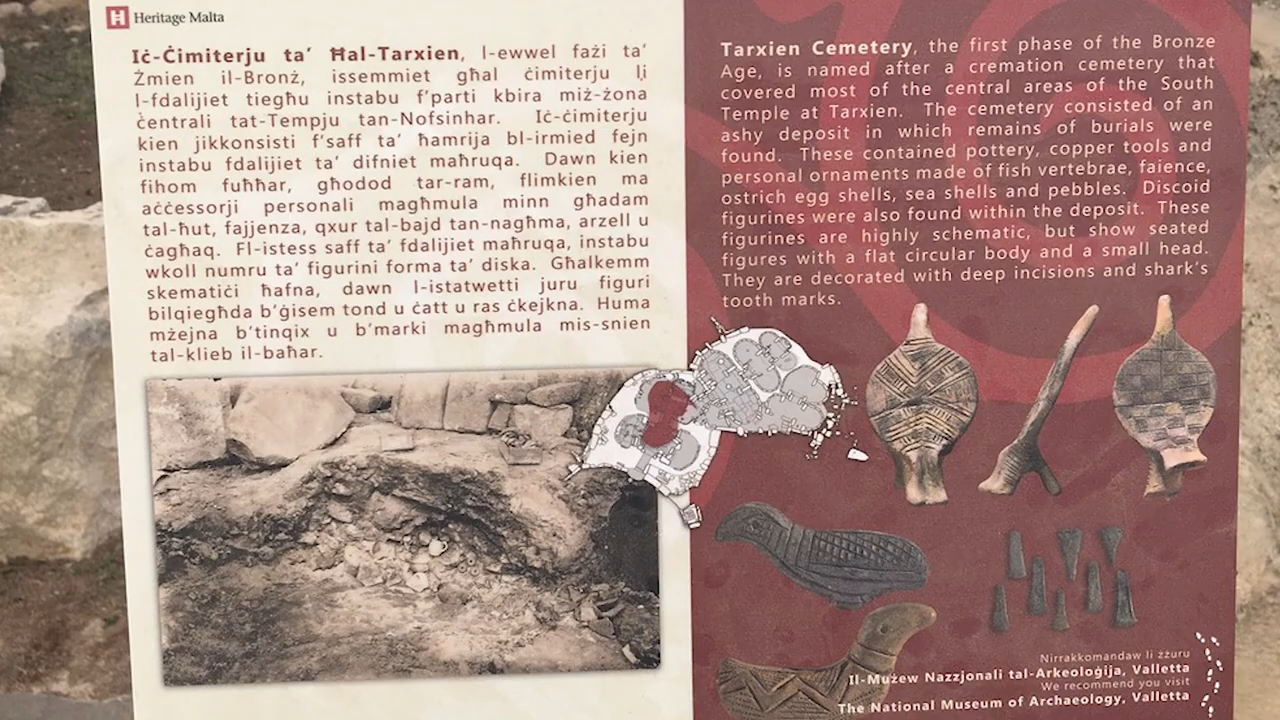 Heritage Malta
Iċ-Ċimiterju ta’ Ħal-Tarxien, l-ewwel fażi ta’
Żmien il-Bronż, issemmiet għal ċimiterju li
l-fdalijiet tiegħu instabu f’parti kbira miż-żona
ċentrali tat-Tempju tan-Nofsinhar. Iċ-ċimiterju
kien jikkonsisti f’saff ta’ ħamrija bl-irmied fejn
instabu fdalijiet ta’ difniet maħruqa. Dawn kien
fihom fuħħar, għodod tar-ram, flimkien ma
aċċessorji personali magħmula minn għadam
tal-ħut, fajjenza, qxur tal-bajd tan-nagħma, arzell u
ċagħaq. Fl-istess saff ta’ fdalijiet maħruqa, instabu
wkoll numru ta’ figurini forma ta’ diska. Għalkemm
skematiċi ħafna, dawn l-istatwetti juru figuri
bilqiegħda b’ġisem tond u ċatt u ras ċkejkna. Huma
mżejna b’tinqix u b’marki magħmula mis-snien
tal-klieb il-baħar.
Tarxien Cemetery, the first phase of the Bronze
Age, is named after a cremation cemetery that
covered most of the central areas of the South
Temple at Tarxien. The cemetery consisted of an
ashy deposit in which remains of burials were
found. These contained pottery, copper tools and
personal ornaments made of fish vertebrae, faience,
ostrich egg shells, sea shells and pebbles. Discoid
figurines were also found within the deposit. These
figurines are highly schematic, but show seated
figures with a flat circular body and a small head.
They are decorated with deep incisions and shark’s
tooth marks.
Nirrakkomandaw li żżuru
Il-Mużew Nazzjonali tal-Arkeoloġija, Valletta
We recommend you visit
The National Museum of Archaeology, Valletta